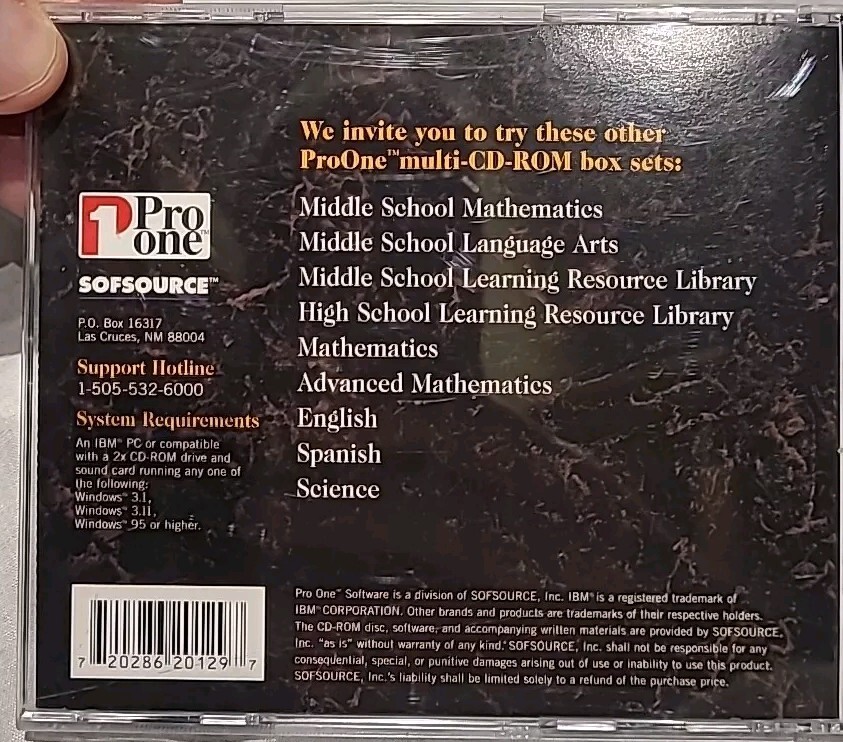 We invite you to try these other
ProOne™ multi-CD-ROM box sets:
Middle School Mathematics
Middle School Language Arts
Middle School Learning Resource Library
High School Learning Resource Library
Mathematics
Advanced Mathematics
English
Spanish
Science
1 Pro
one™
SOFSOURCE™
P.O. Box 16317
Las Cruces, NM 88004
Support Hotline
1-505-532-6000
System Requirements
An IBM® PC or compatible
with a 2x CD-ROM drive and
sound card running any one of
the following:
Windows™ 3.1,
Windows™ 3.11,
Windows™ 95 or higher.
7 20286 20129 7
Pro One™ Software is a division of SOFSOURCE, Inc. IBM® is a registered trademark of
IBM® CORPORATION. Other brands and products are trademarks of their respective holders.
The CD-ROM disc, software, and accompanying written materials are provided by SOFSOURCE,
Inc. "as is" without warranty of any kind. SOFSOURCE, Inc. shall not be responsible for any
consequential, special, or punitive damages arising out of use or inability to use this product.
SOFSOURCE, Inc.'s liability shall be limited solely to a refund of the purchase price.